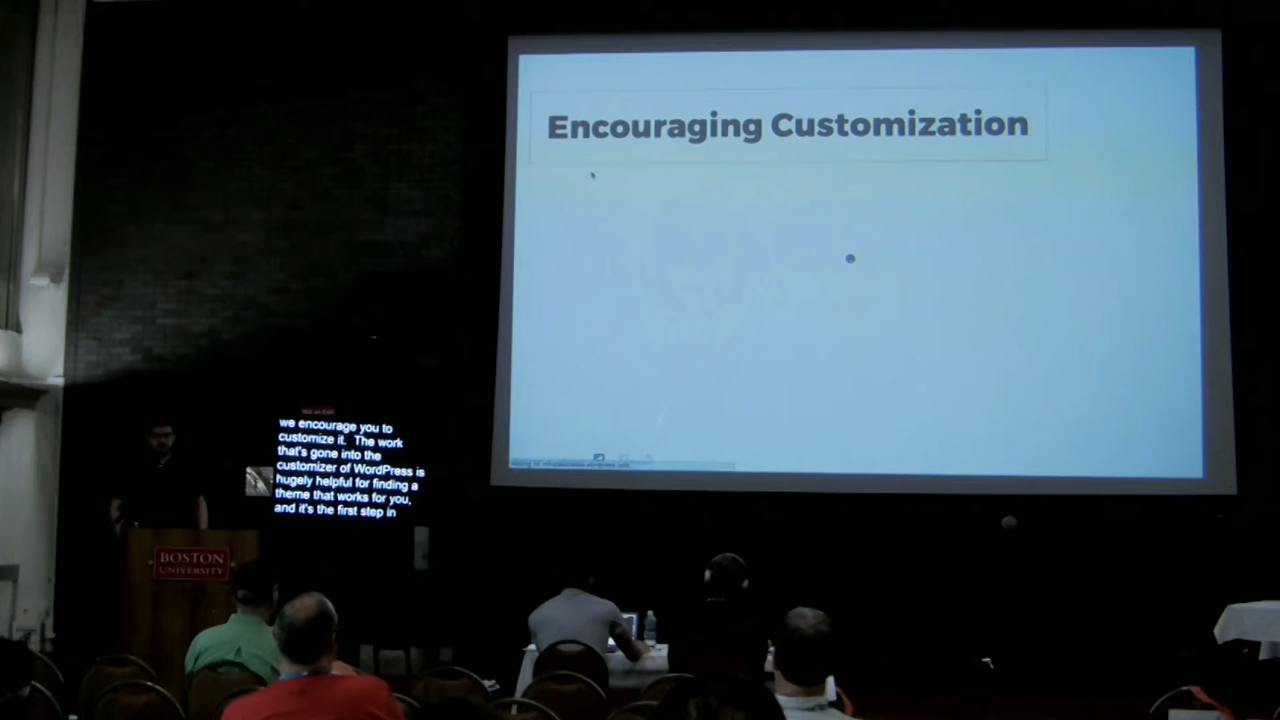 Encouraging Customization
we encourage you to
customize it. The work
that's gone into the
customizer of WordPress is
hugely helpful for finding a
theme that works for you,
and it's the first step in
BOSTON
UNIVERSITY